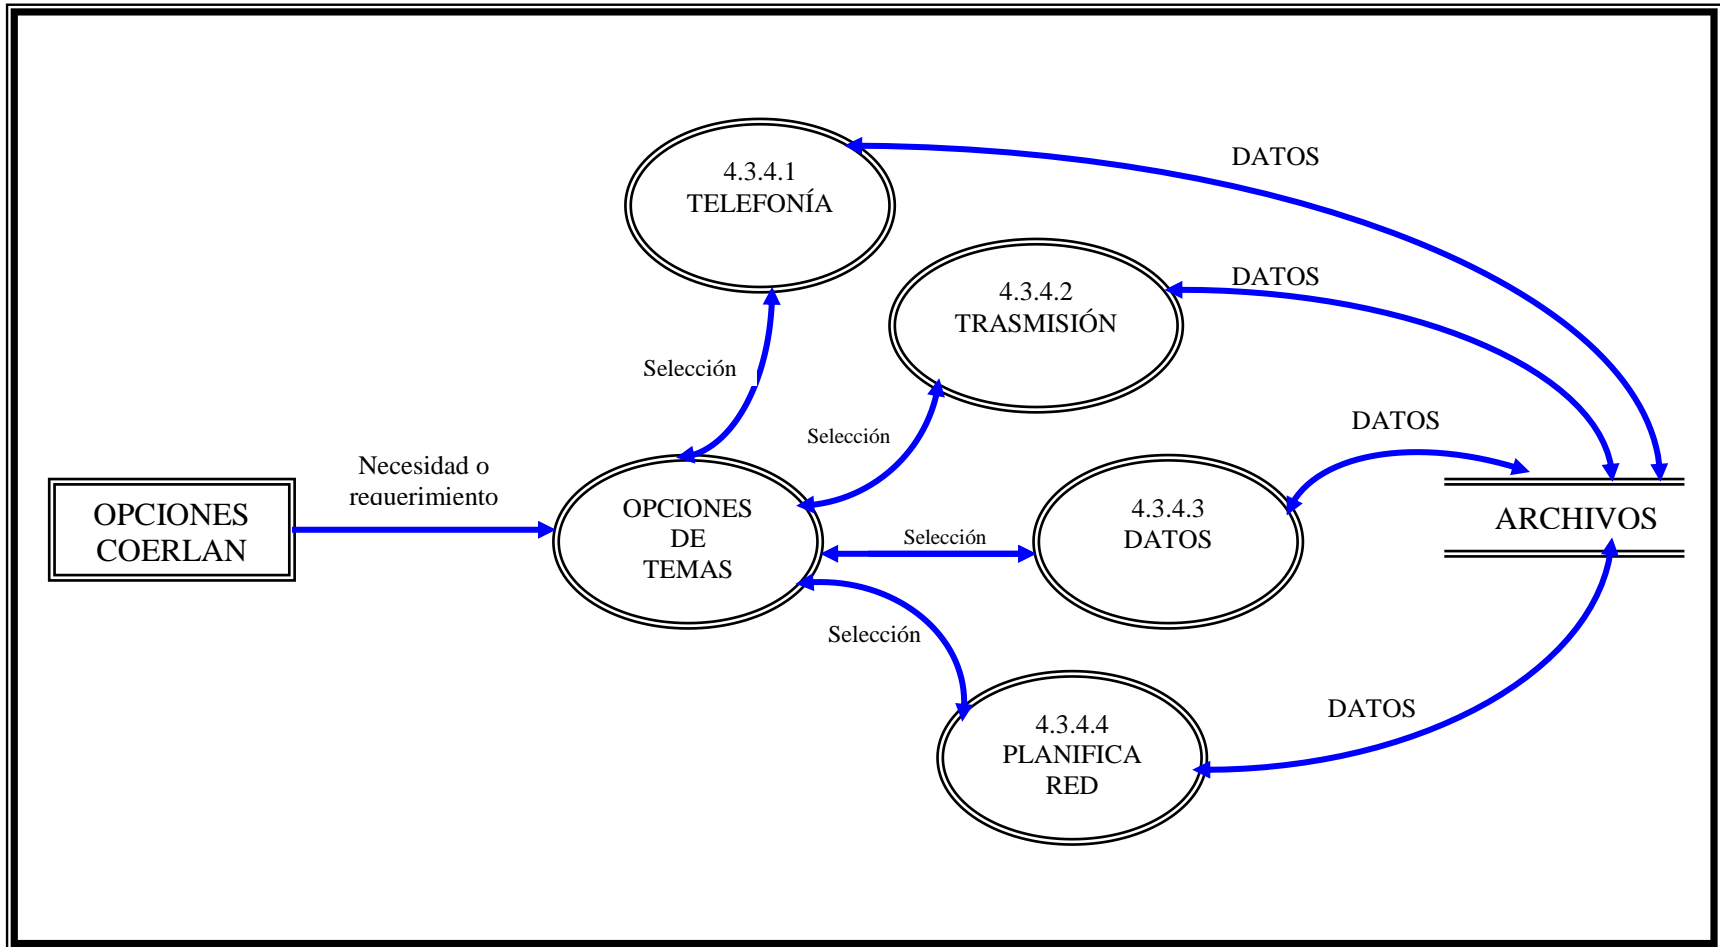 4.3.4.1
TELEFONÍA
DATOS
4.3.4.2
TRASMISIÓN
DATOS
Selección
Selección
DATOS
Necesidad o
requerimiento
OPCIONES
COERLAN
OPCIONES
DE
TEMAS
Selección
4.3.4.3
DATOS
ARCHIVOS
Selección
4.3.4.4
PLANIFICA
RED
DATOS